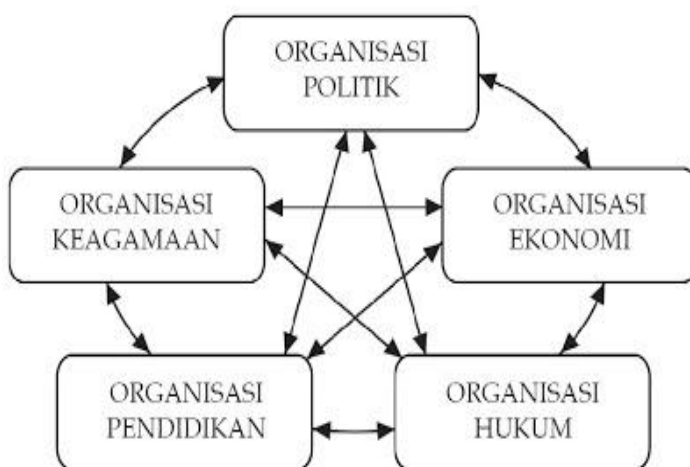 ORGANISASI
POLITIK
ORGANISASI
KEAGAMAAN
ORGANISASI
EKONOMI
ORGANISASI
PENDIDIKAN
ORGANISASI
HUKUM